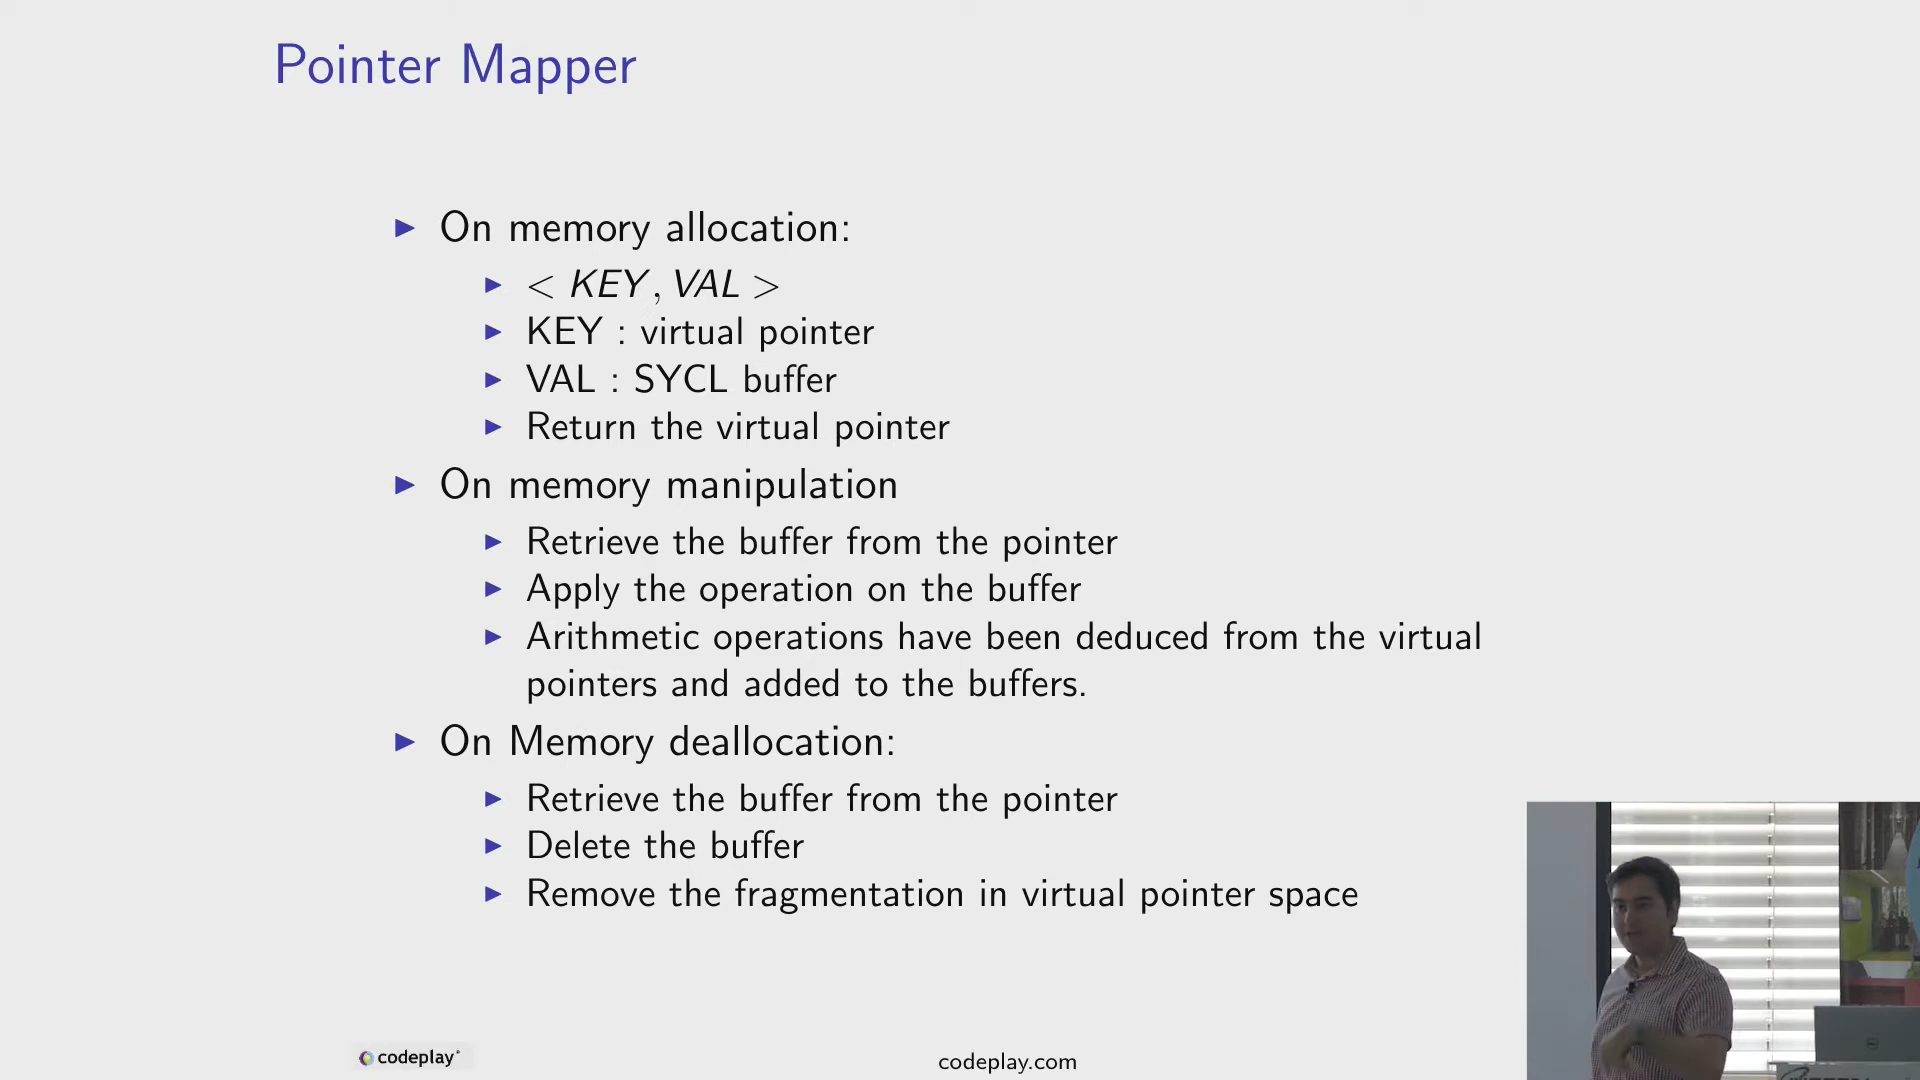 Pointer Mapper
On memory allocation:
< KEY, VAL >
KEY : virtual pointer
VAL : SYCL buffer
Return the virtual pointer
On memory manipulation
Retrieve the buffer from the pointer
Apply the operation on the buffer
Arithmetic operations have been deduced from the virtual
pointers and added to the buffers.
On Memory deallocation:
Retrieve the buffer from the pointer
Delete the buffer
Remove the fragmentation in virtual pointer space
codeplay
codeplay.com